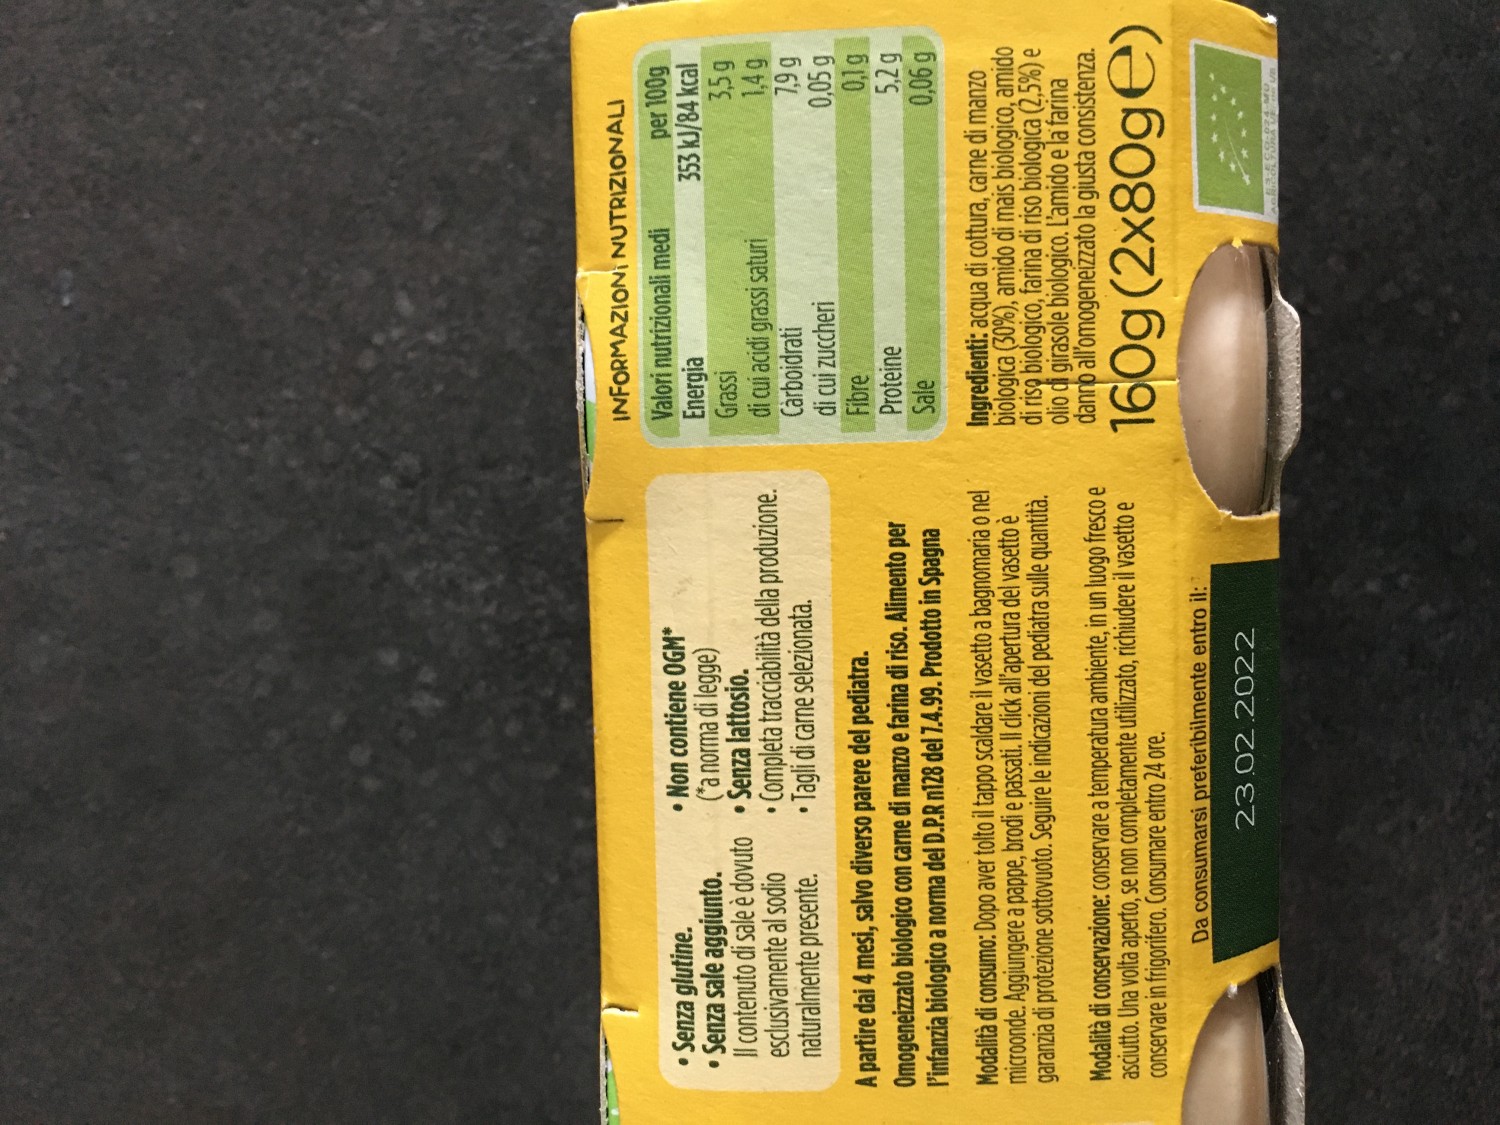 • Senza glutine.
• Senza sale aggiunto.
Il contenuto di sale è dovuto
esclusivamente al sodio
naturalmente presente.
• Non contiene OGM*
(*a norma di legge)
• Senza lattosio.
• Completa tracciabilità della produzione.
• Tagli di carne selezionata.
A partire dai 4 mesi, salvo diverso parere del pediatra.
Omogeneizzato biologico con carne di manzo e farina di riso. Alimento per
l'infanzia biologico a norma del D.P.R n128 del 7.4.99. Prodotto in Spagna
Modalità di consumo: Dopo aver tolto il tappo scaldare il vasetto a bagnomaria o nel
microonde. Aggiungere a pappe, brodi e passati. Il click all'apertura del vasetto è
garanzia di protezione sottovuoto. Seguire le indicazioni del pediatra sulle quantità.
Modalità di conservazione: conservare a temperatura ambiente, in un luogo fresco e
asciutto. Una volta aperto, se non completamente utilizzato, richiudere il vasetto e
conservare in frigorifero. Consumare entro 24 ore.
Da consumarsi preferibilmente entro il:
23.02.2022
INFORMAZIONI NUTRIZIONALI
Valori nutrizionali medi per 100g
Energia 353 kJ/84 kcal
Grassi 3,5 g
di cui acidi grassi saturi 1,4 g
Carboidrati 7,9 g
di cui zuccheri 0,05 g
Fibre 0,1 g
Proteine 5,2 g
Sale 0,06 g
Ingredienti: acqua di cottura, carne di manzo
biologica (30%), amido di mais biologico, amido
di riso biologico, farina di riso biologica (2,5%) e
olio di girasole biologico. L'amido e la farina
danno all'omogeneizzato la giusta consistenza.
160g (2x80g e)